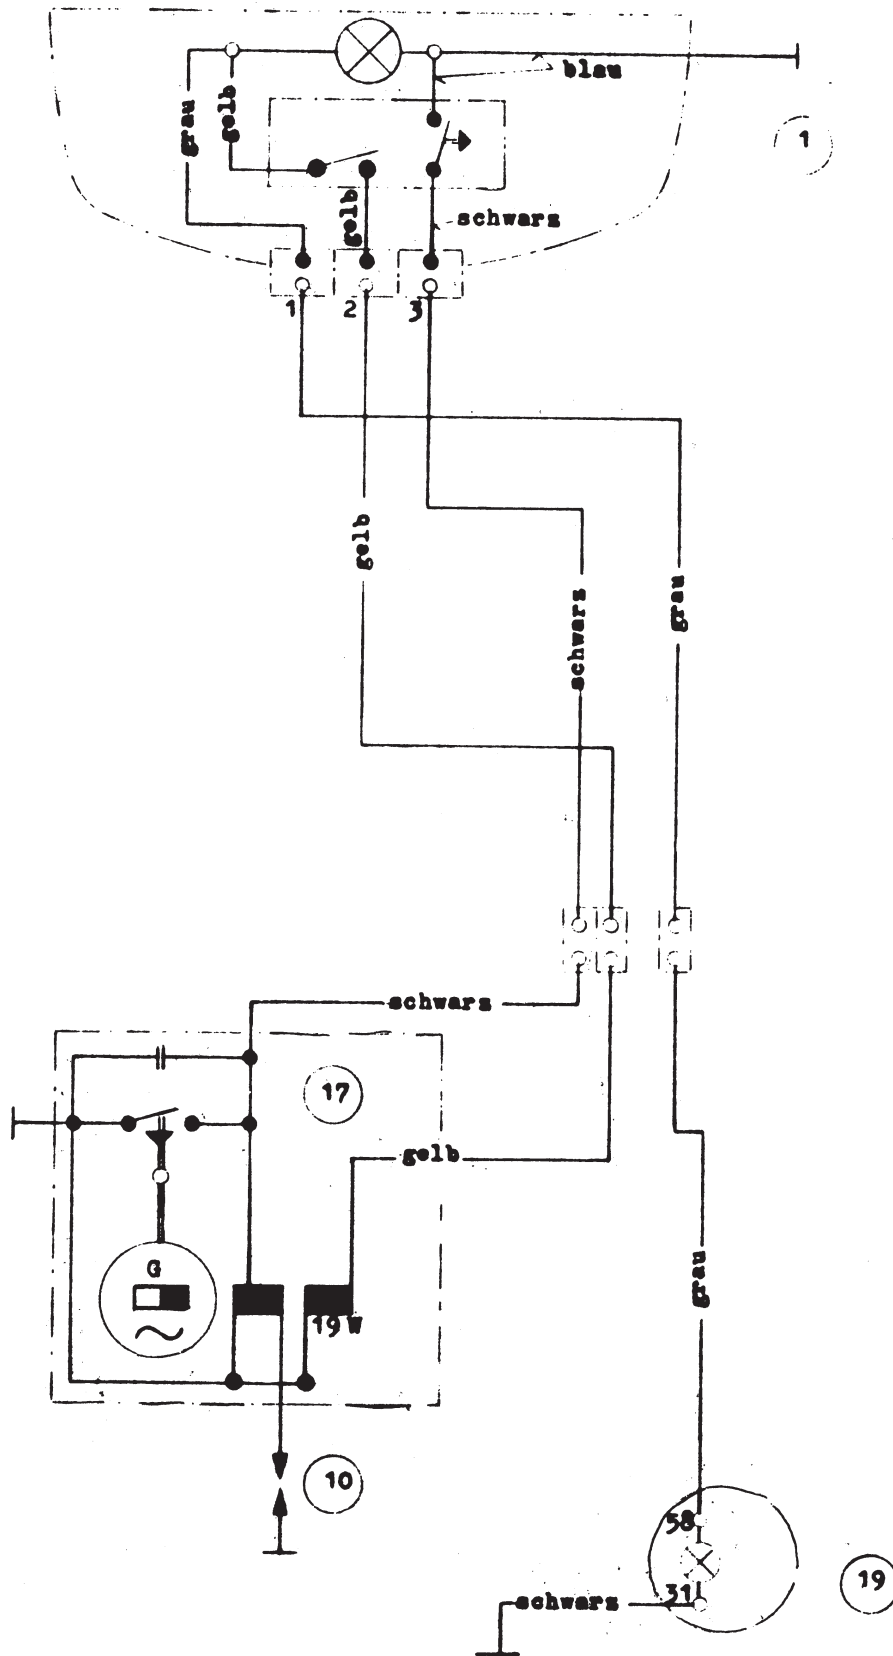 blau
grau
gelb
1
gelb
schwarz
1
2
3
gelb
schwarz
grau
schwarz
17
gelb
G
19 W
grau
10
58
19
31
schwarz